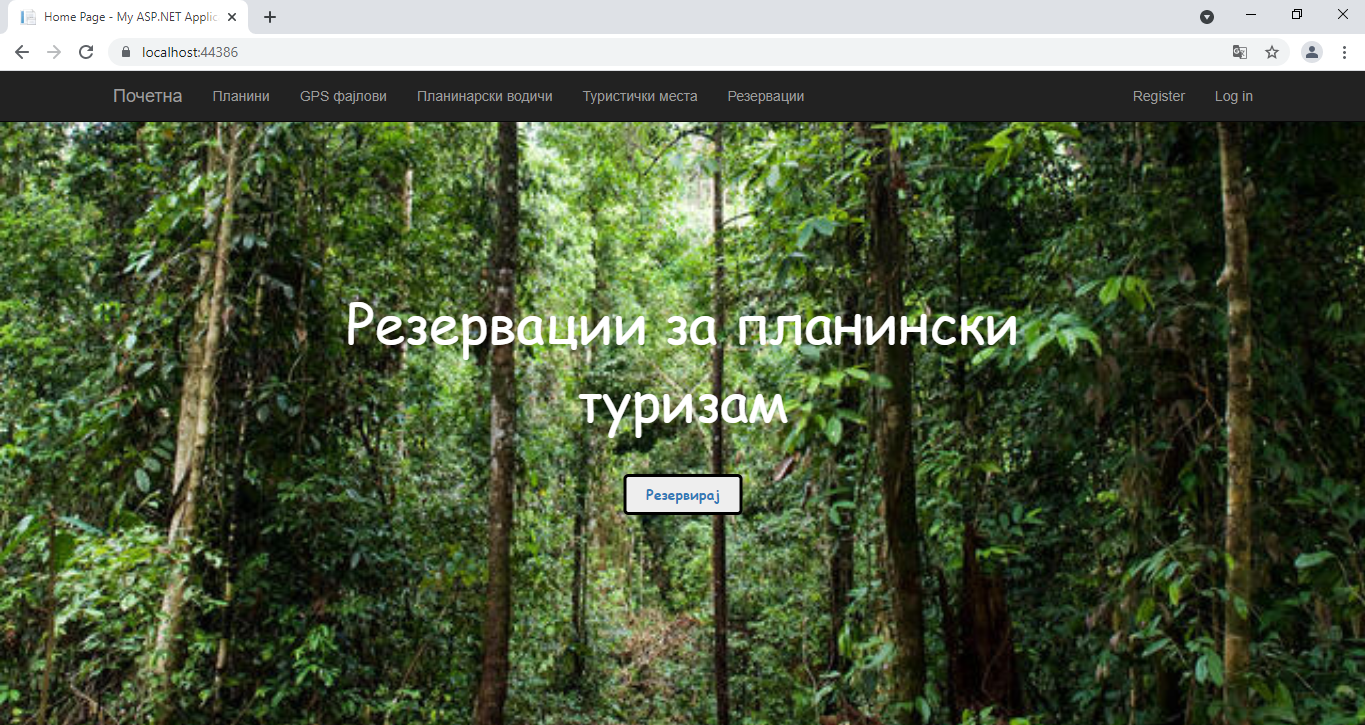 Home Page - My ASP.NET Applic
localhost:44386
Почетна Планини GPS фајлови Планинарски водичи Туристички места Резервации Register Log in
Резервации за планински
туризам
Резервирај